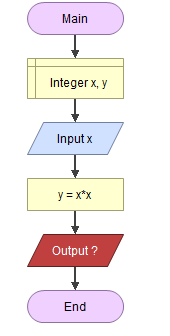 Main
Integer x, y
Input x
y = x*x
Output ?
End